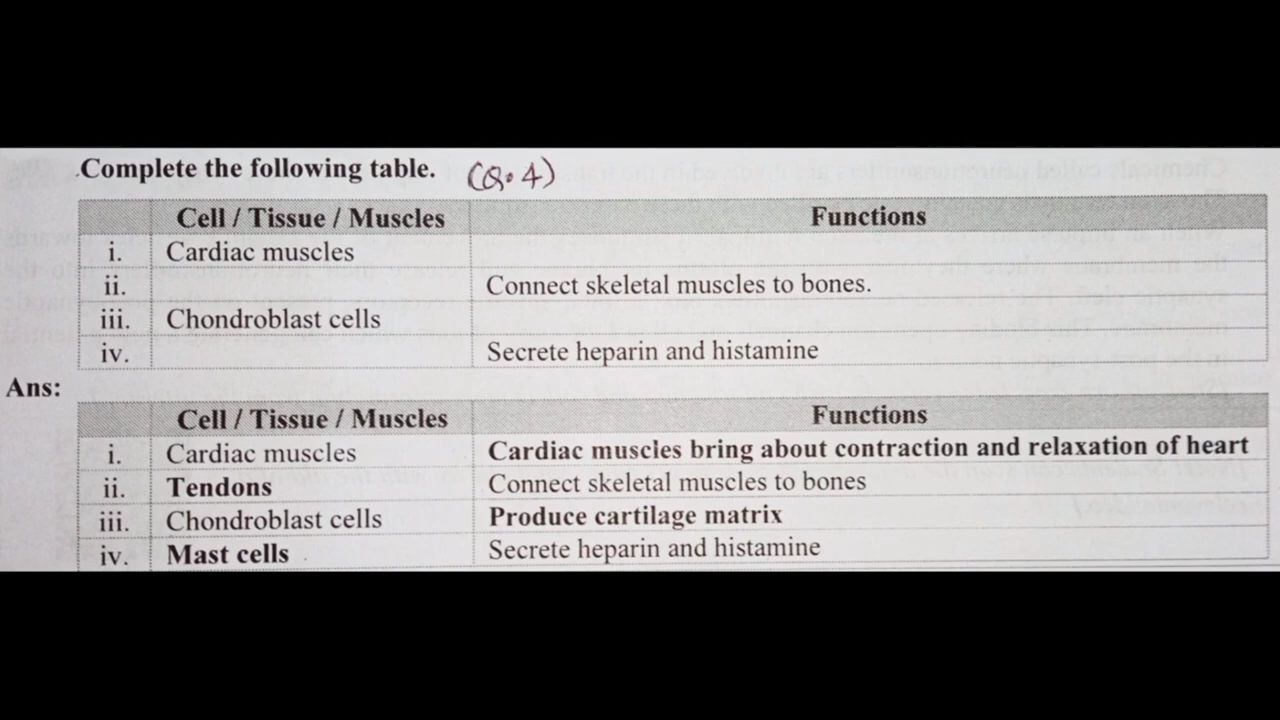 Complete the following table. (Q. 4)
Cell / Tissue / Muscles Functions
i. Cardiac muscles
ii. Connect skeletal muscles to bones.
iii. Chondroblast cells
iv. Secrete heparin and histamine
Ans:
Cell / Tissue / Muscles Functions
i. Cardiac muscles Cardiac muscles bring about contraction and relaxation of heart
ii. Tendons Connect skeletal muscles to bones
iii. Chondroblast cells Produce cartilage matrix
iv. Mast cells Secrete heparin and histamine